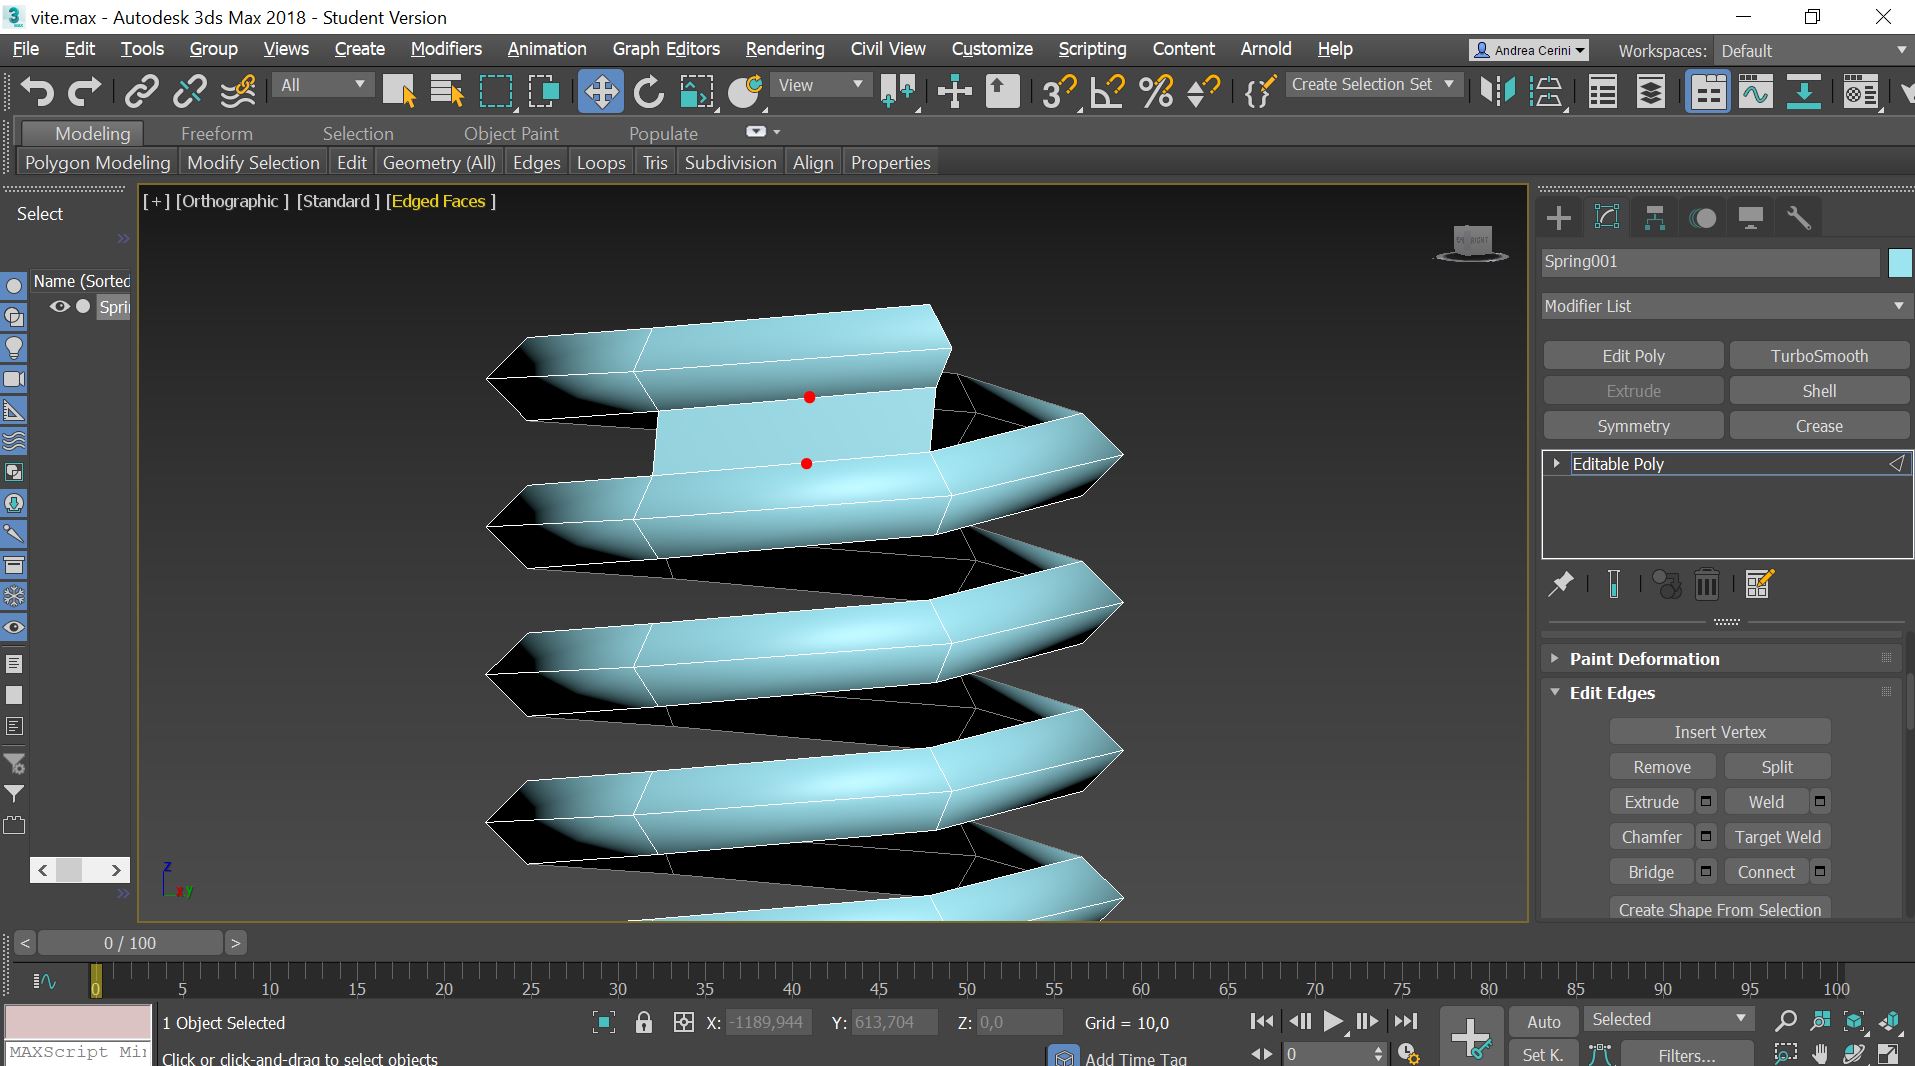 vite.max - Autodesk 3ds Max 2018 - Student Version
File Edit Tools Group Views Create Modifiers Animation Graph Editors Rendering Civil View Customize Scripting Content Arnold Help Andrea Cerini Workspaces: Default
All View 3 Create Selection Set
Modeling Freeform Selection Object Paint Populate
Polygon Modeling Modify Selection Edit Geometry (All) Edges Loops Tris Subdivision Align Properties
Select
[ + ] [Orthographic ] [Standard ] [Edged Faces ]
RIGHT
Name (Sorted
Sprin
Spring001
Modifier List
Edit Poly TurboSmooth
Extrude Shell
Symmetry Crease
Editable Poly
Paint Deformation
Edit Edges
Insert Vertex
Remove Split
Extrude Weld
Chamfer Target Weld
Bridge Connect
Create Shape From Selection
z
x y
< 0 / 100 >
0 5 10 15 20 25 30 35 40 45 50 55 60 65 70 75 80 85 90 95 100
1 Object Selected X: -1189,944 Y: 613,704 Z: 0,0 Grid = 10,0 Auto Selected
MAXScript Mi Click or click-and-drag to select objects Add Time Tag 0 Set K. Filters...